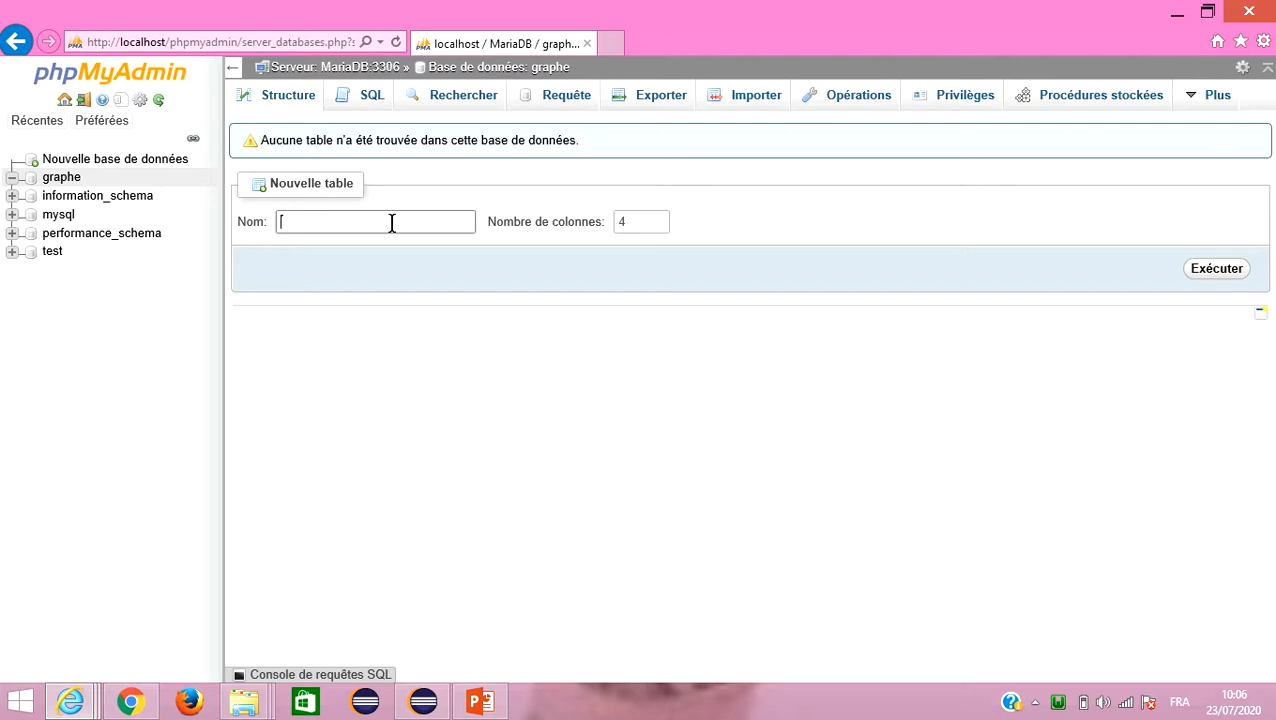 http://localhost/phpmyadmin/server_databases.php?:
localhost / MariaDB / graph...
phpMyAdmin
Serveur: MariaDB:3306 » Base de données: graphe
Structure SQL Rechercher Requête Exporter Importer Opérations Privilèges Procédures stockées Plus
Récentes Préférées
Aucune table n'a été trouvée dans cette base de données.
Nouvelle base de données
graphe
information_schema
mysql
performance_schema
test
Nouvelle table
Nom: Nombre de colonnes: 4
Exécuter
Console de requêtes SQL
FRA
10:06
23/07/2020